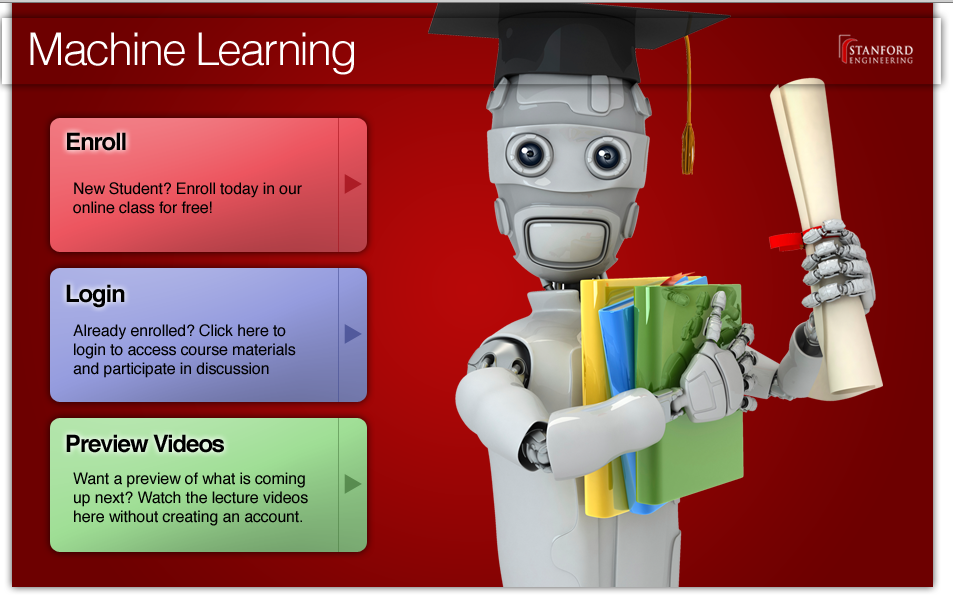 Machine Learning
STANFORD
ENGINEERING
Enroll
New Student? Enroll today in our
online class for free!
Login
Already enrolled? Click here to
login to access course materials
and participate in discussion
Preview Videos
Want a preview of what is coming
up next? Watch the lecture videos
here without creating an account.